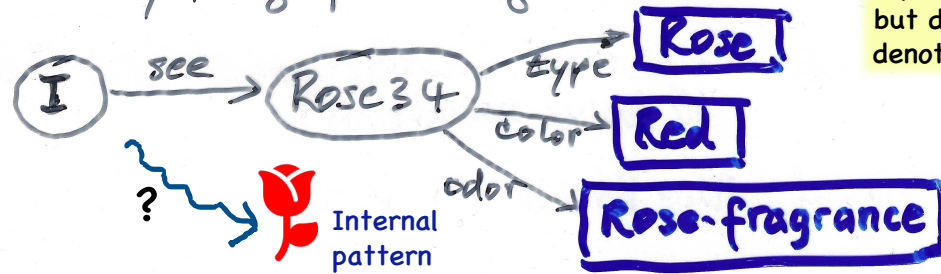 but d
denot
Rose
see
type
I
Rose34
color
Red
odor
Rose-fragrance
?
Internal
pattern